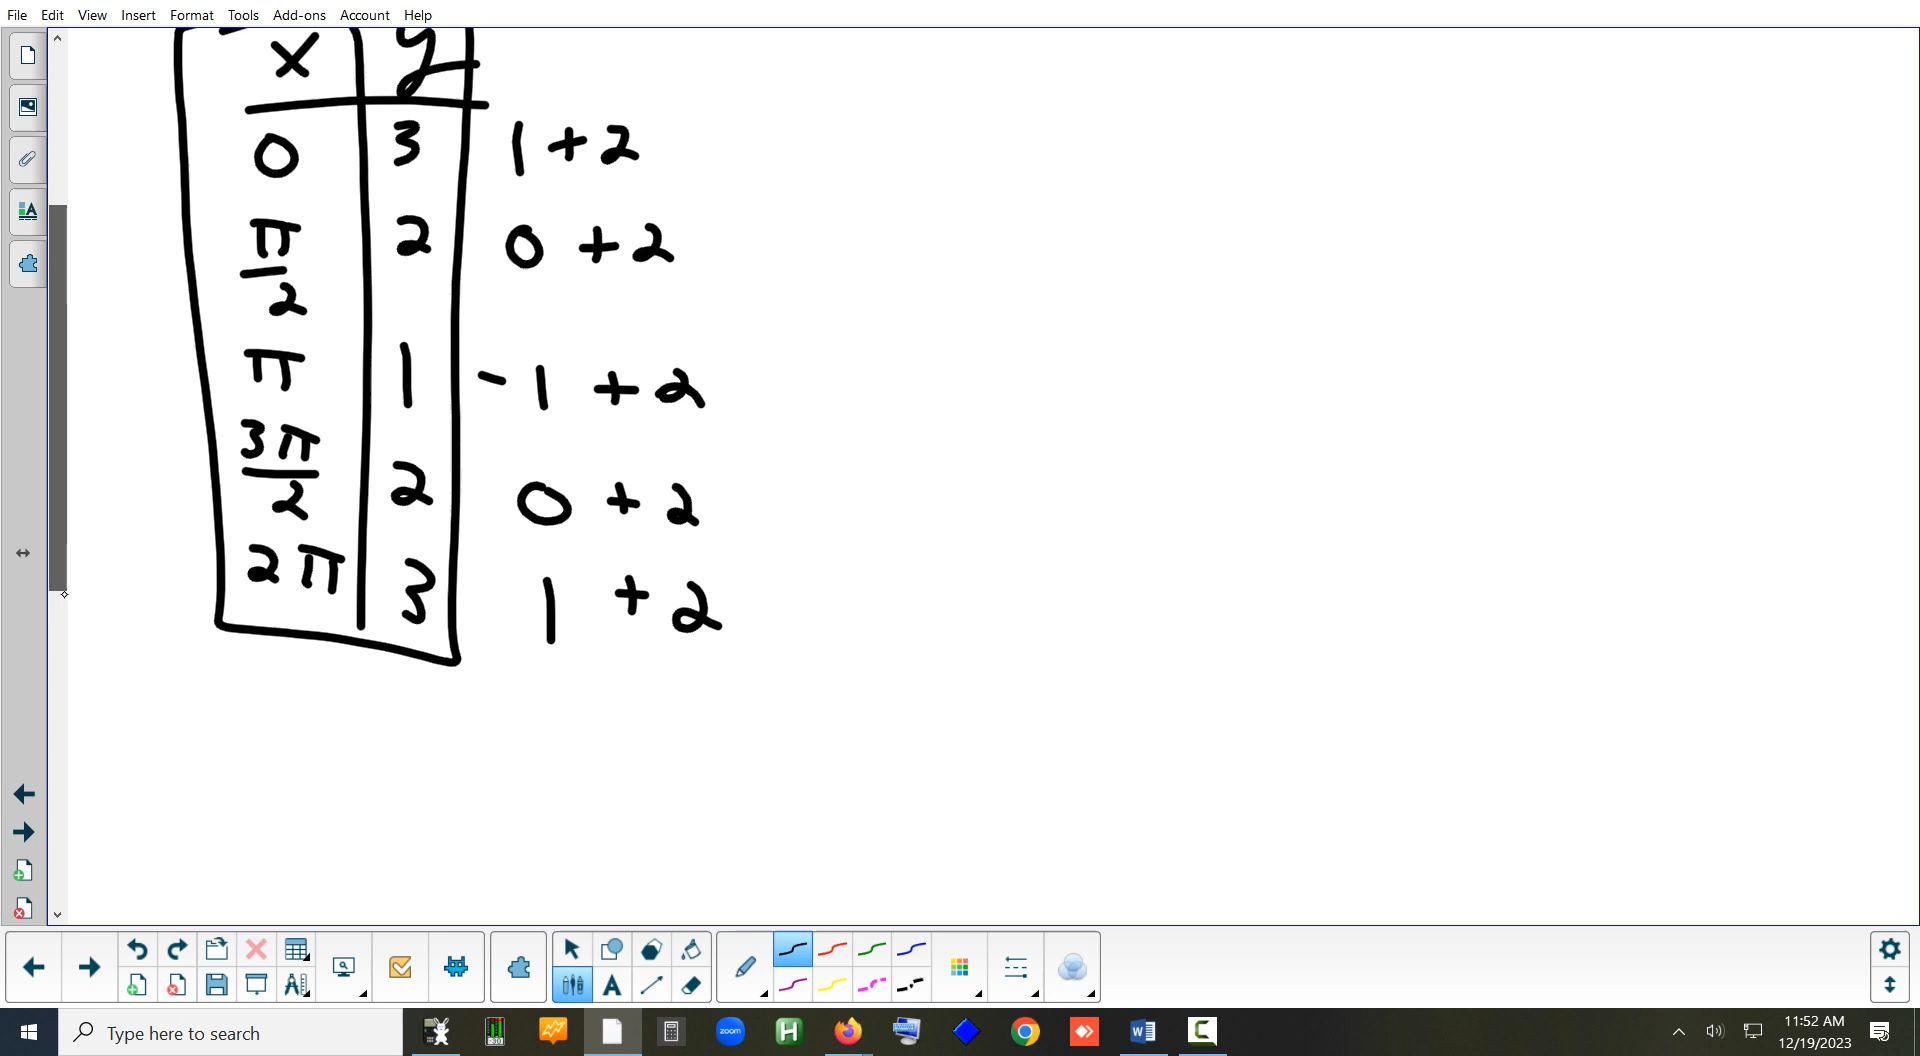 File Edit View Insert Format Tools Add-ons Account Help
x y
0 3 1 + 2
π/2 2 0 + 2
π 1 - 1 + 2
3π/2 2 0 + 2
2π 3 1 + 2
Type here to search
zoom
11:52 AM
12/19/2023